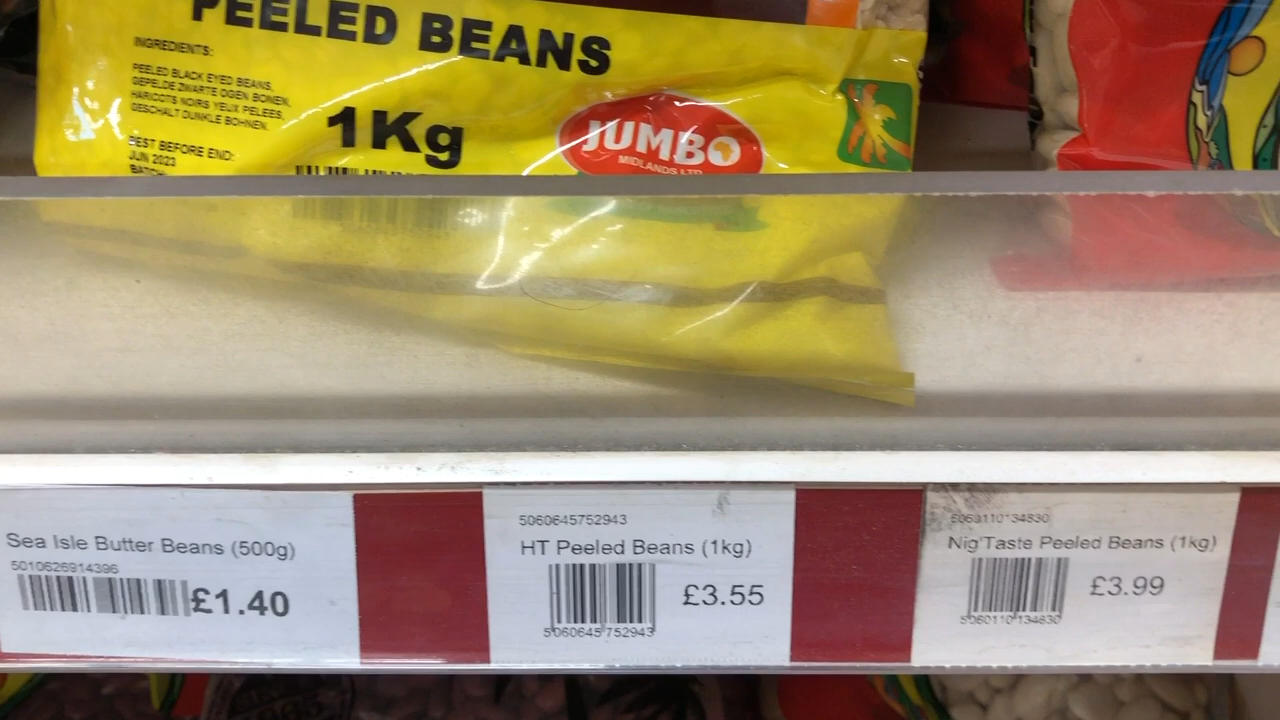 PEELED BEANS
INGREDIENTS:
PEELED BLACK EYED BEANS,
GEPELDE ZWARTE OGEN BONEN,
HARICOTS NOIRS YEUX PELEES,
GESCHALT DUNKLE BOHNEN.
1Kg
BEST BEFORE END:
JUN 2023
BATCH
JUMBO
MIDLANDS LTD
Sea Isle Butter Beans (500g)
5010626914396
£1.40
5060645752943
HT Peeled Beans (1kg)
£3.55
5060645752943
5060110134830
Nig'Taste Peeled Beans (1kg)
£3.99
5060110134830